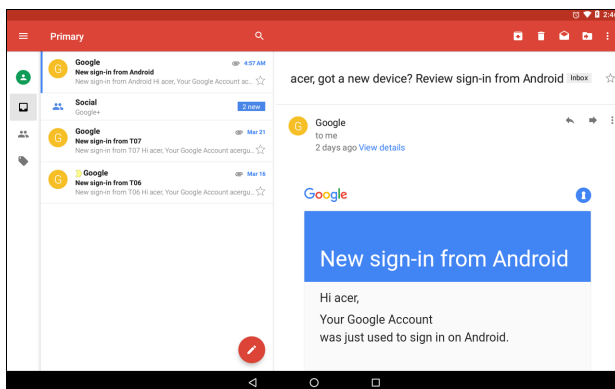 2:4
Primary
Google
4:57 AM
New sign-in from Android
New sign-in from Android Hi acer, Your Google Account ac...
Social
2 new
Google+
G
Google
Mar 21
New sign-in from T07
New sign-in from T07 Hi acer, Your Google Account acergu...
G
Google
Mar 16
New sign-in from T06
New sign-in from T06 Hi acer, Your Google Account acergu...
G
acer, got a new device? Review sign-in from Android Inbox
G
Google
to me
2 days ago View details
Google
New sign-in from Android
Hi acer,
Your Google Account
was just used to sign in on Android.